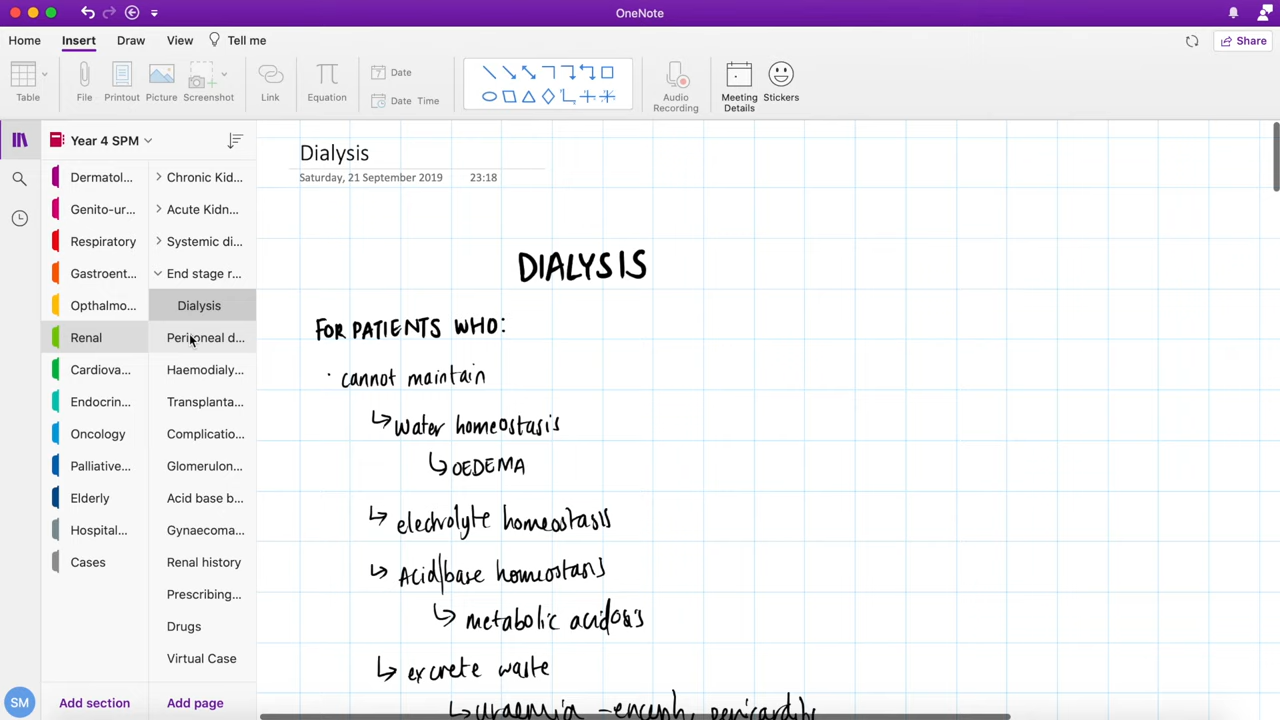 OneNote
Home Insert Draw View Tell me Share
Table File Printout Picture Screenshot Link Equation Date Date Time Audio Recording Meeting Details Stickers
Year 4 SPM
Dermatol...
Genito-ur...
Respiratory
Gastroent...
Opthalmo...
Renal
Cardiova...
Endocrin...
Oncology
Palliative...
Elderly
Hospital...
Cases
Add section
Chronic Kid...
Acute Kidn...
Systemic di...
End stage r...
Dialysis
Peritoneal d...
Haemodialy...
Transplanta...
Complicatio...
Glomerulon...
Acid base b...
Gynaecoma...
Renal history
Prescribing...
Drugs
Virtual Case
Add page
SM
Dialysis
Saturday, 21 September 2019 23:18
DIALYSIS
FOR PATIENTS WHO:
· cannot maintain
↳ water homeostasis
↳ OEDEMA
↳ electrolyte homeostasis
↳ Acid/base homeostasis
↳ metabolic acidosis
↳ excrete waste
↳ uraemia - enceph, pericarditis